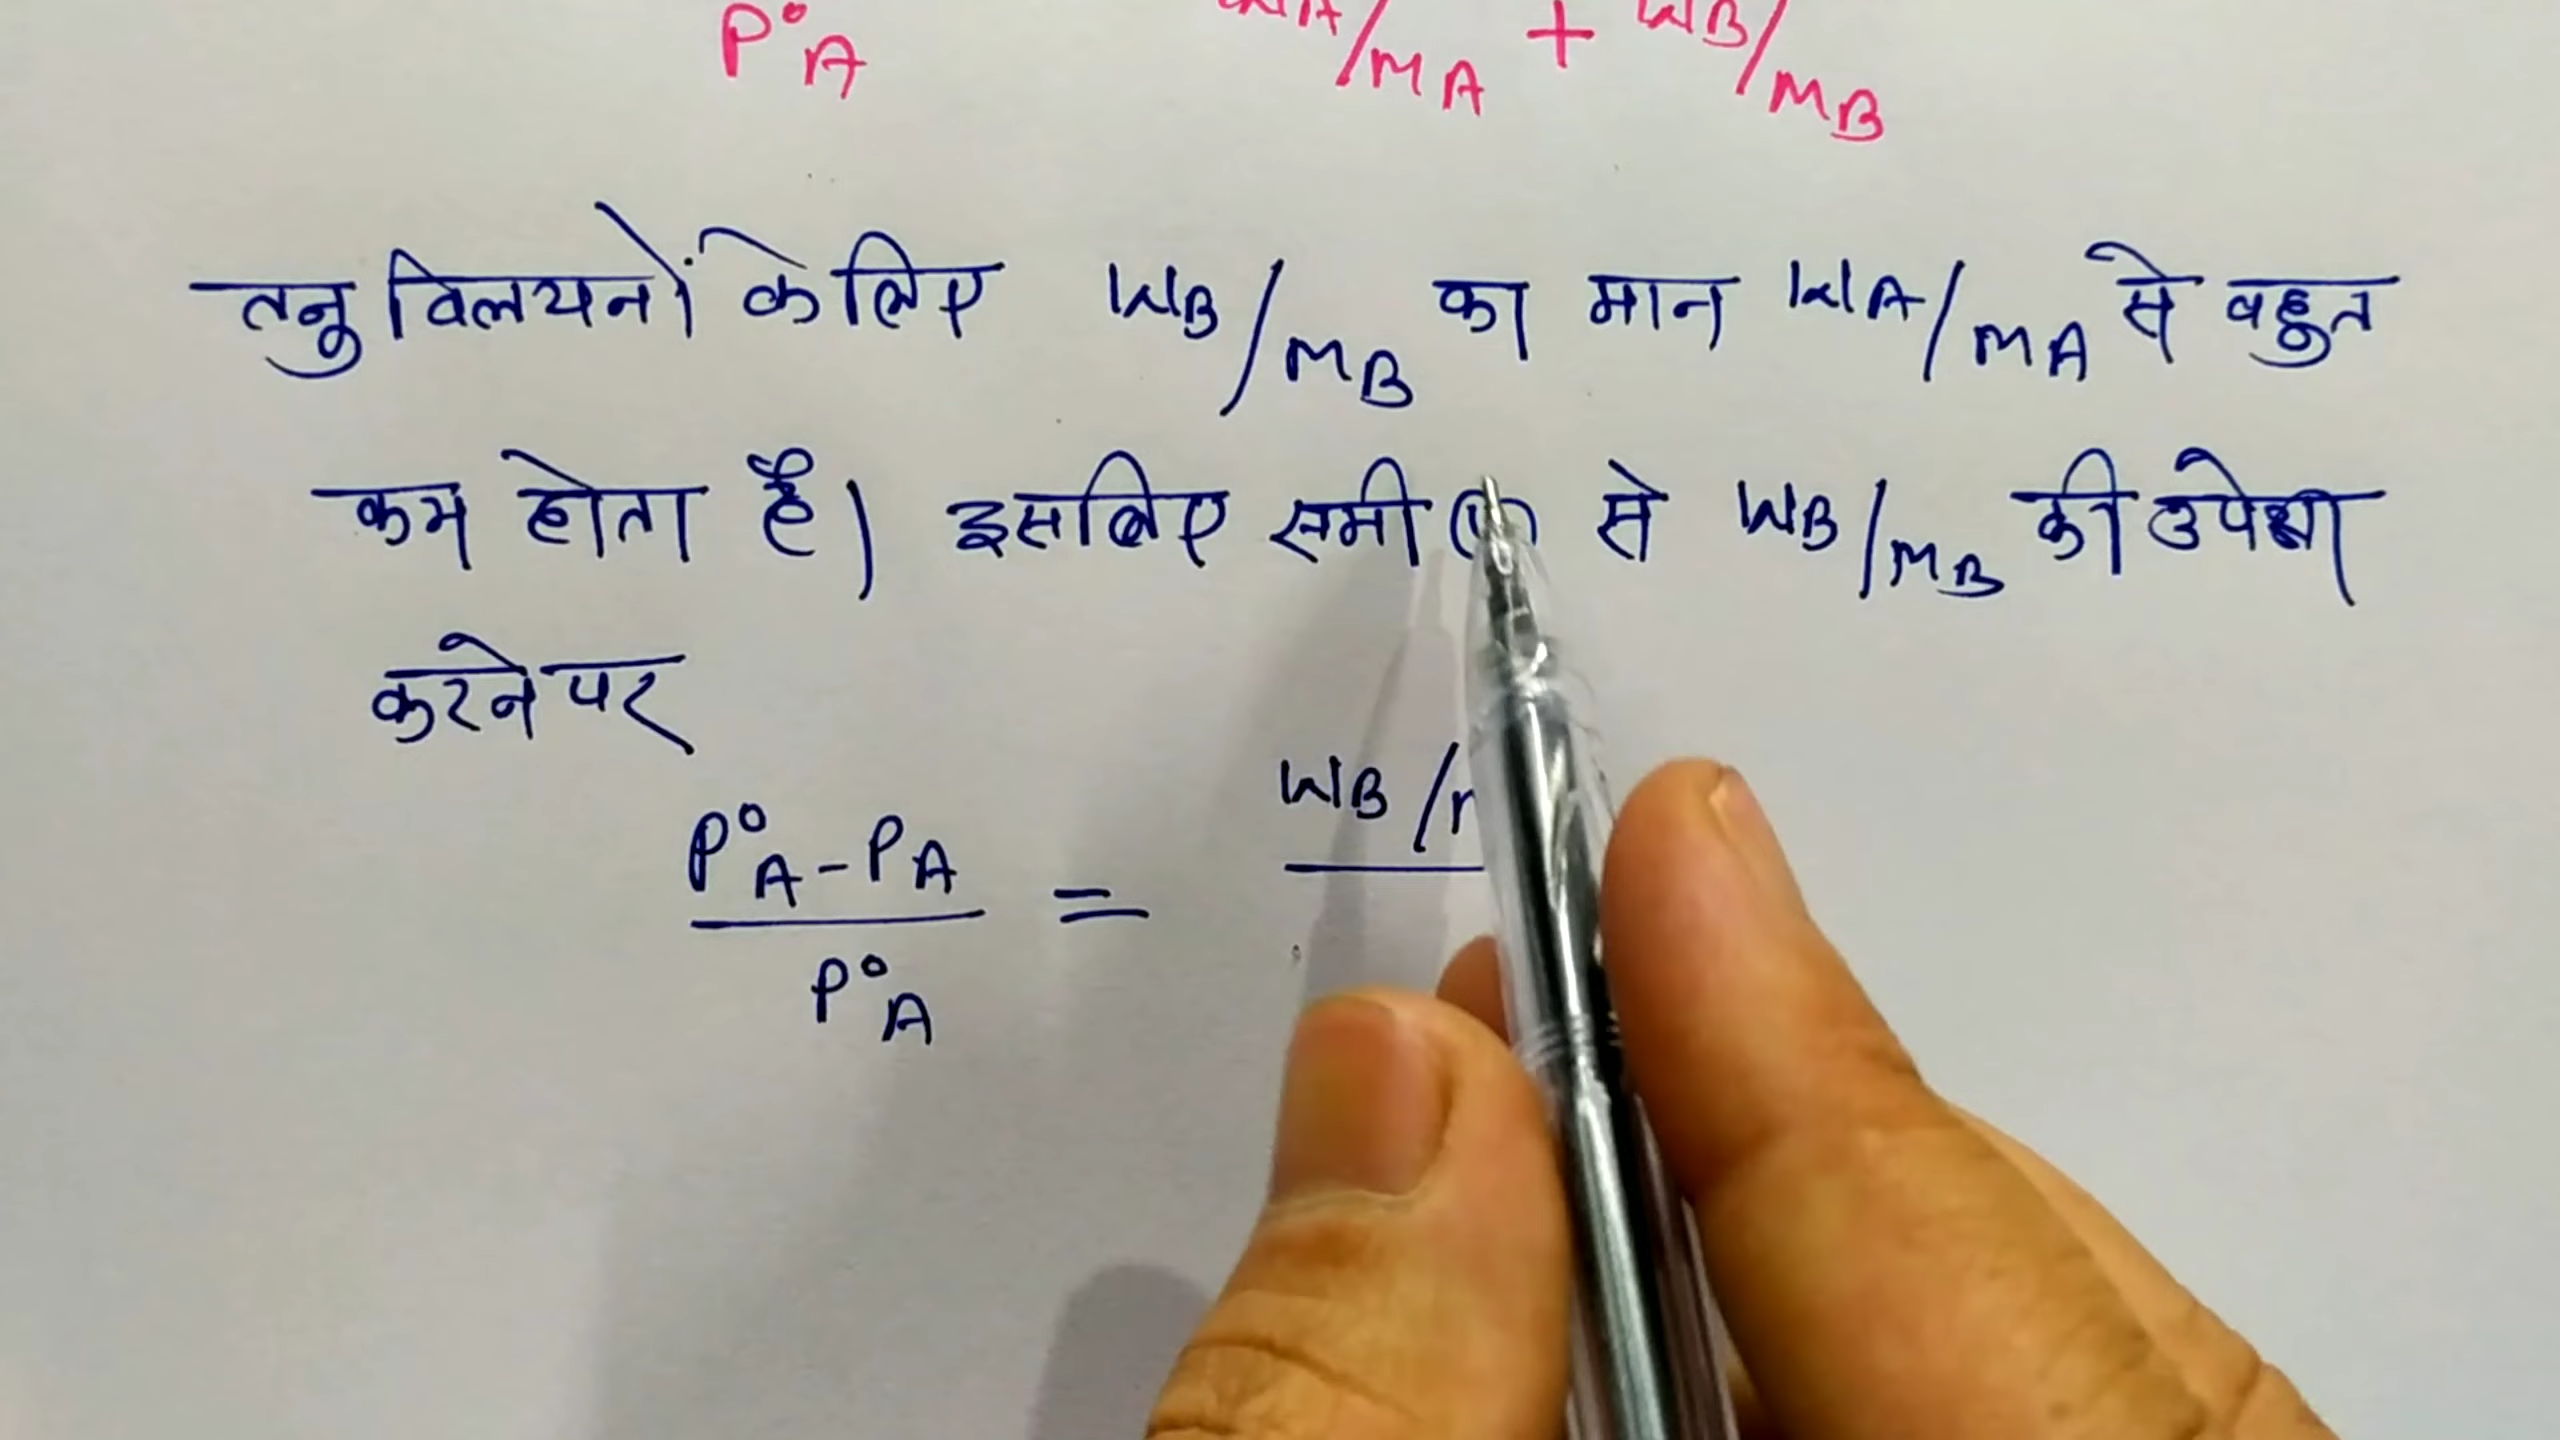 P°A WA/MA + WB/MB
तनु विलयनों के लिए WB/MB का मान WA/MA से बहुत
कम होता है। इसलिए समी से WB/MB की उपेक्षा
करने पर
P°A - PA = WB/
P°A